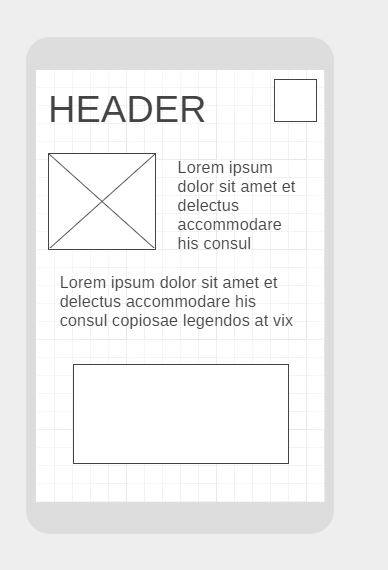 HEADER
Lorem ipsum
dolor sit amet et
delectus
accommodare
his consul
Lorem ipsum dolor sit amet et
delectus accommodare his
consul copiosae legendos at vix